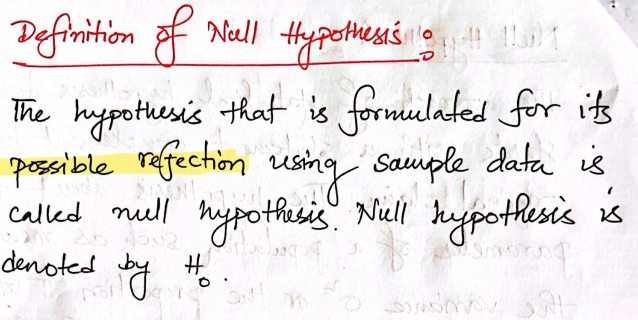 Definition of Null Hypothesis :
The hypothesis that is formulated for its
possible rejection using sample data is
called null hypothesis. Null hypothesis is
denoted by H₀.